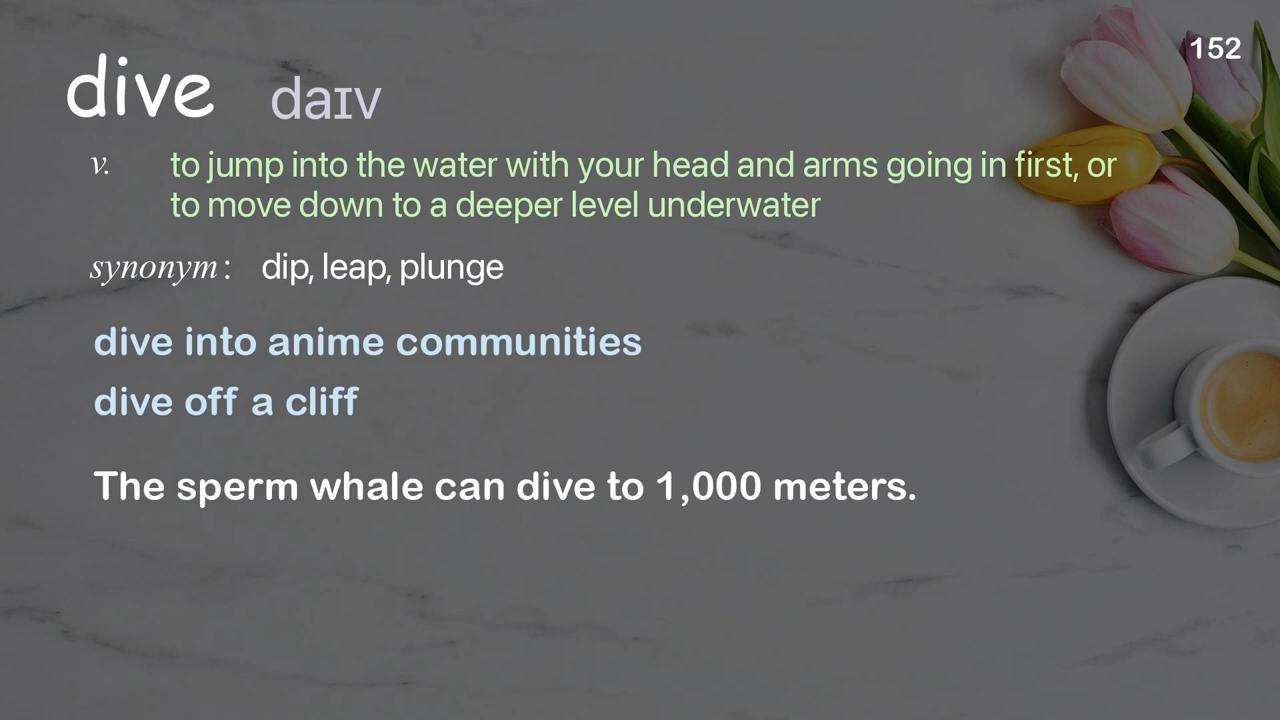 152
dive daɪv
v. to jump into the water with your head and arms going in first, or
to move down to a deeper level underwater
synonym: dip, leap, plunge
dive into anime communities
dive off a cliff
The sperm whale can dive to 1,000 meters.